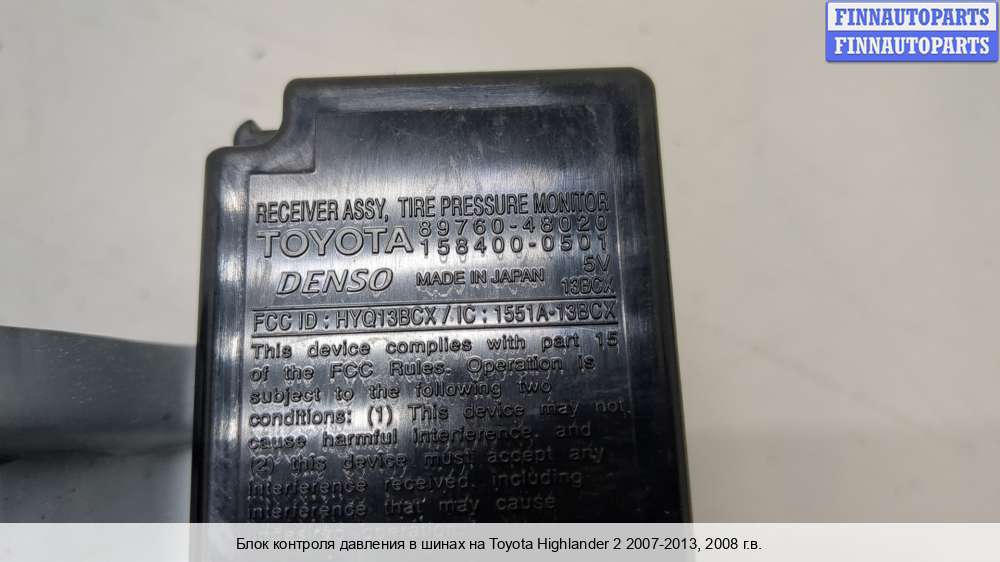 FINNAUTOPARTS
FINNAUTOPARTS
RECEIVER ASSY, TIRE PRESSURE MONITOR
TOYOTA 89760-48020
158400-0501
DENSO MADE IN JAPAN 5V
13BCX
FCC ID : HYQ13BCX / IC : 1551A-13BCX
This device complies with part 15
of the FCC Rules. Operation is
subject to the following two
conditions: (1) This device may not
cause harmful interference, and
(2) this device must accept any
interference received, including
interference that may cause
Блок контроля давления в шинах на Toyota Highlander 2 2007-2013, 2008 г.в.